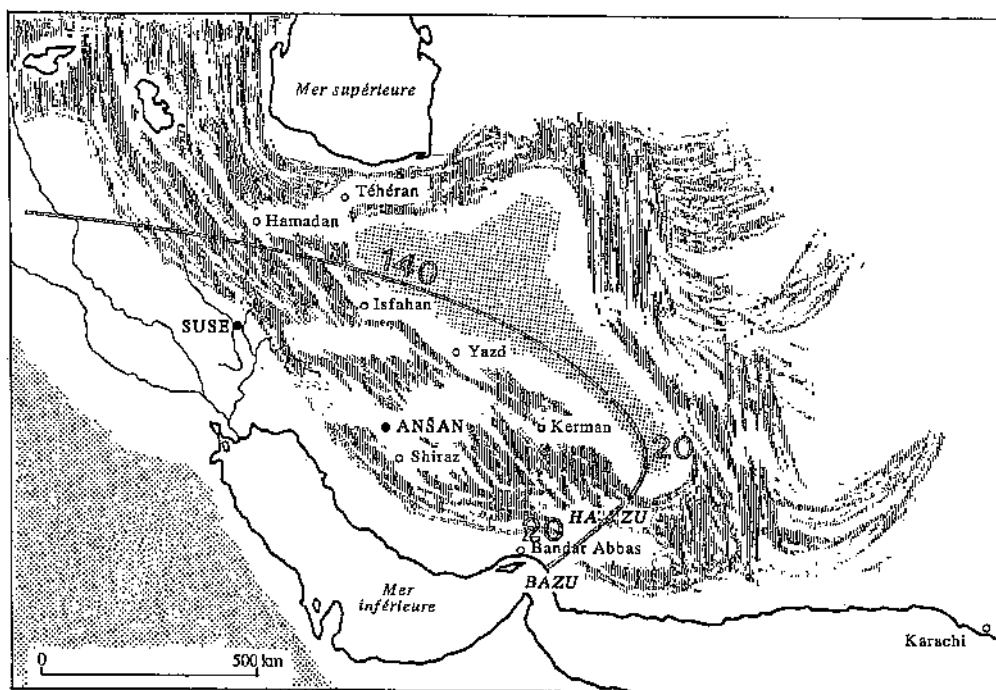 Mer supérieure
Téhéran
Hamadan
140
Isfahan
SUSE
Yazd
ANŠAN
Kerman
20
Shiraz
HAZU
20
Bandar Abbas
BAZU
Mer
inférieure
Karachi
0 500 km